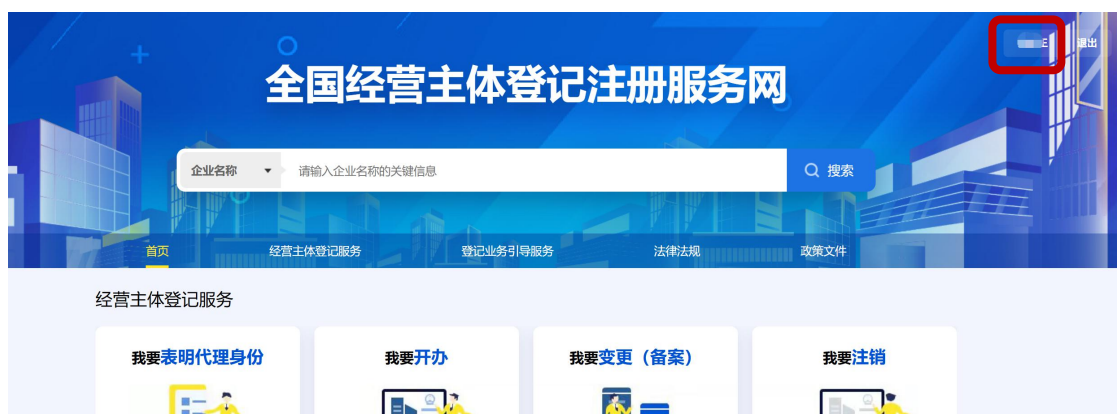 退出
全国经营主体登记注册服务网
企业名称 请输入企业名称的关键信息 搜索
首页 经营主体登记服务 登记业务引导服务 法律法规 政策文件
经营主体登记服务
我要表明代理身份 我要开办 我要变更（备案） 我要注销